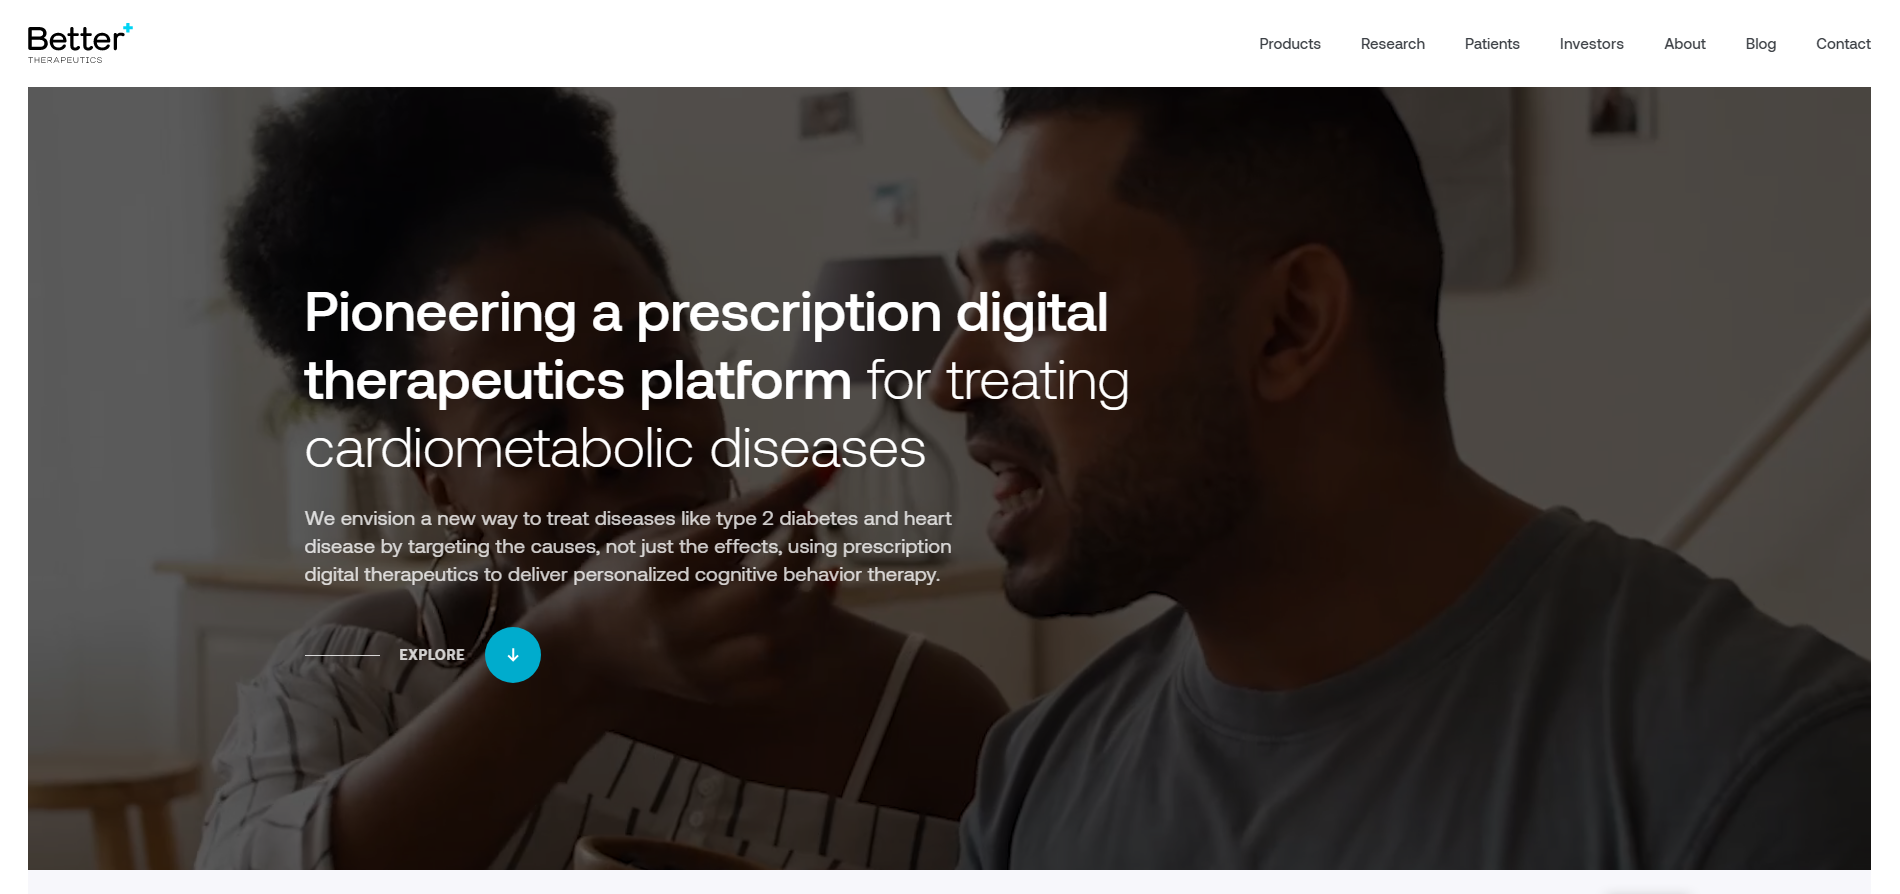 Better+
THERAPEUTICS
Products Research Patients Investors About Blog Contact
Pioneering a prescription digital
therapeutics platform for treating
cardiometabolic diseases
We envision a new way to treat diseases like type 2 diabetes and heart
disease by targeting the causes, not just the effects, using prescription
digital therapeutics to deliver personalized cognitive behavior therapy.
EXPLORE